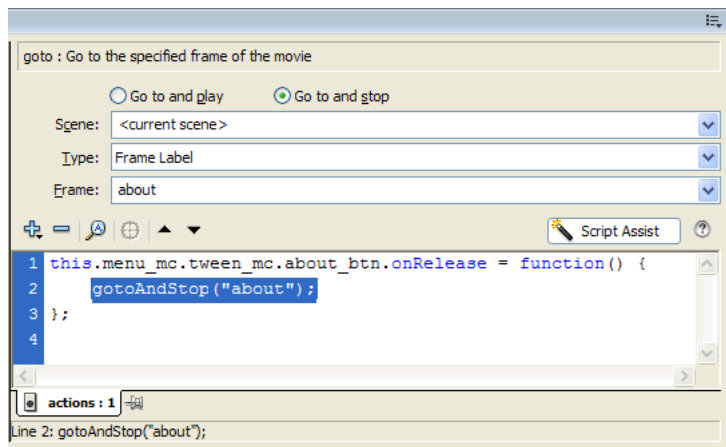 goto : Go to the specified frame of the movie
Go to and play Go to and stop
Scene: <current scene>
Type: Frame Label
Frame: about
Script Assist
1 this.menu_mc.tween_mc.about_btn.onRelease = function() {
2 gotoAndStop("about");
3 };
4
actions : 1
Line 2: gotoAndStop("about");